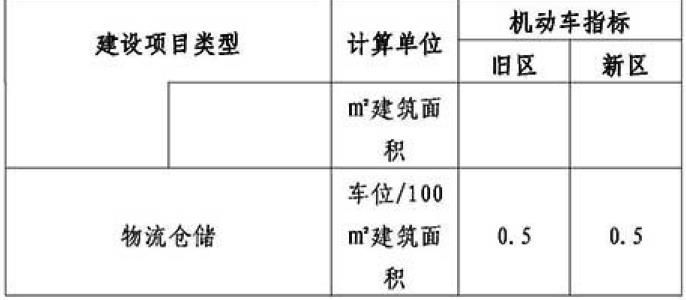 建设项目类型 计算单位 机动车指标
旧区 新区
㎡建筑面
积
物流仓储 车位/100
㎡建筑面
积 0.5 0.5